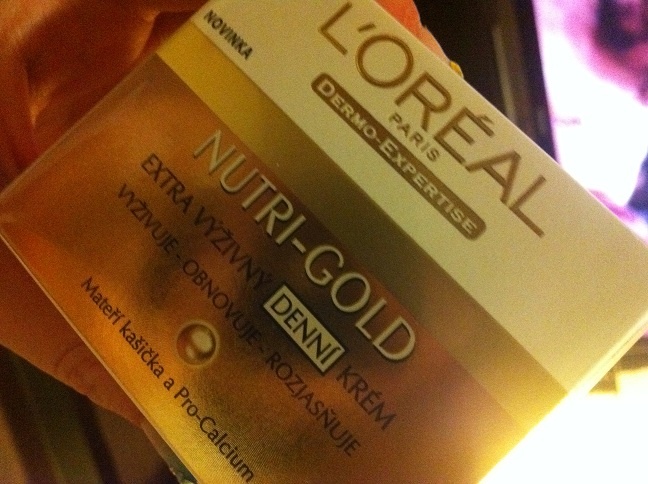 NOVINKA
L'ORÉAL
PARIS
DERMO-EXPERTISE
NUTRI-GOLD
EXTRA VÝŽIVNÝ DENNÍ KRÉM
VYŽIVUJE - OBNOVUJE - ROZJASŇUJE
Mateří kašička a Pro-Calcium